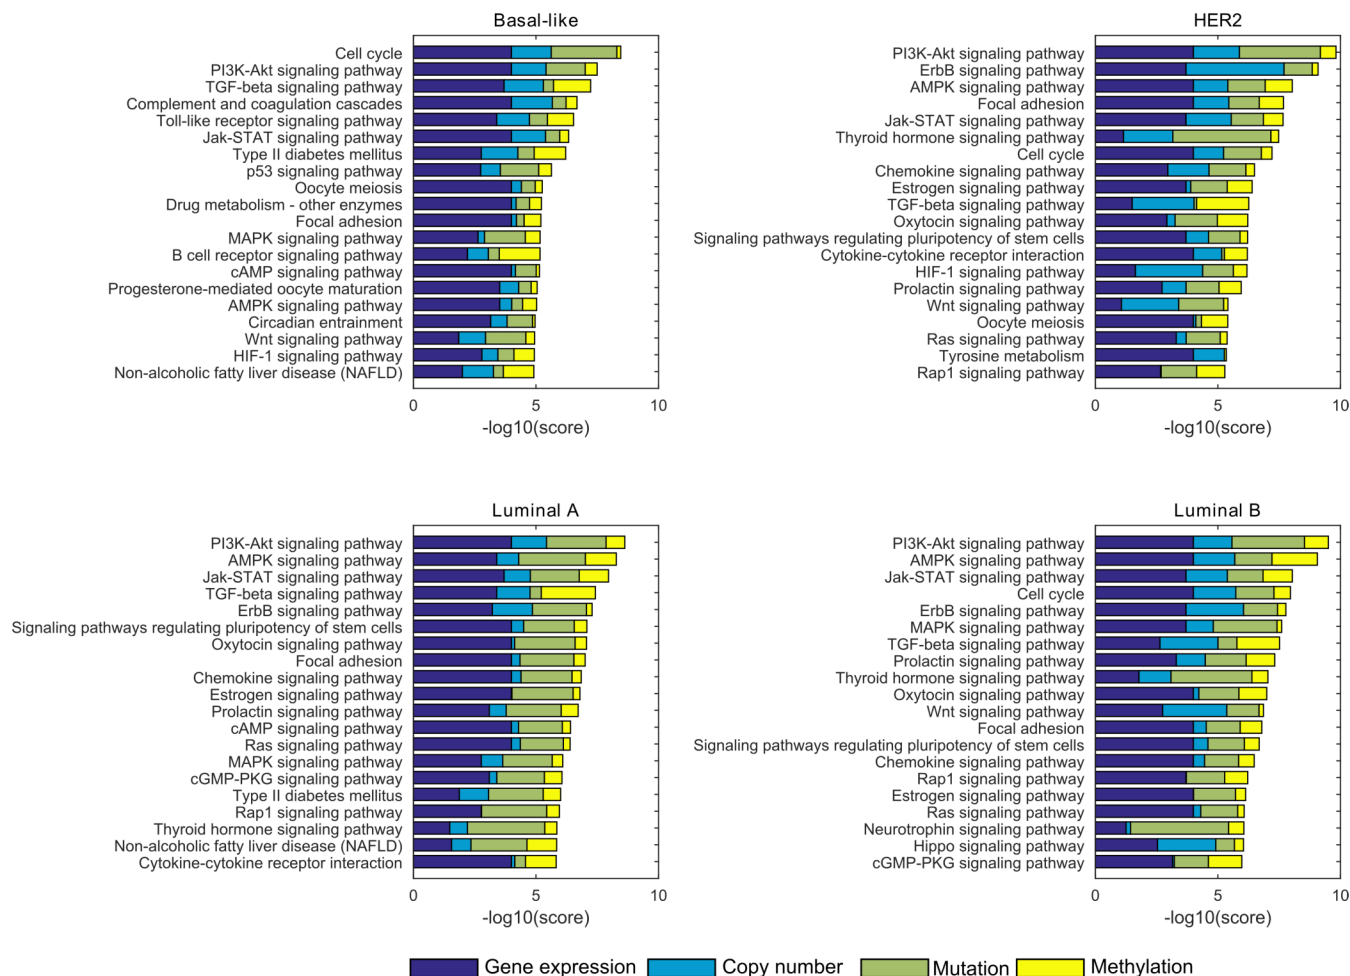 Basal-like
Cell cycle
PI3K-Akt signaling pathway
TGF-beta signaling pathway
Complement and coagulation cascades
Toll-like receptor signaling pathway
Jak-STAT signaling pathway
Type II diabetes mellitus
p53 signaling pathway
Oocyte meiosis
Drug metabolism - other enzymes
Focal adhesion
MAPK signaling pathway
B cell receptor signaling pathway
cAMP signaling pathway
Progesterone-mediated oocyte maturation
AMPK signaling pathway
Circadian entrainment
Wnt signaling pathway
HIF-1 signaling pathway
Non-alcoholic fatty liver disease (NAFLD)
0 5 10
-log10(score)
HER2
PI3K-Akt signaling pathway
ErbB signaling pathway
AMPK signaling pathway
Focal adhesion
Jak-STAT signaling pathway
Thyroid hormone signaling pathway
Cell cycle
Chemokine signaling pathway
Estrogen signaling pathway
TGF-beta signaling pathway
Oxytocin signaling pathway
Signaling pathways regulating pluripotency of stem cells
Cytokine-cytokine receptor interaction
HIF-1 signaling pathway
Prolactin signaling pathway
Wnt signaling pathway
Oocyte meiosis
Ras signaling pathway
Tyrosine metabolism
Rap1 signaling pathway
0 5 10
-log10(score)
Luminal A
PI3K-Akt signaling pathway
AMPK signaling pathway
Jak-STAT signaling pathway
TGF-beta signaling pathway
ErbB signaling pathway
Signaling pathways regulating pluripotency of stem cells
Oxytocin signaling pathway
Focal adhesion
Chemokine signaling pathway
Estrogen signaling pathway
Prolactin signaling pathway
cAMP signaling pathway
Ras signaling pathway
MAPK signaling pathway
cGMP-PKG signaling pathway
Type II diabetes mellitus
Rap1 signaling pathway
Thyroid hormone signaling pathway
Non-alcoholic fatty liver disease (NAFLD)
Cytokine-cytokine receptor interaction
0 5 10
-log10(score)
Luminal B
PI3K-Akt signaling pathway
AMPK signaling pathway
Jak-STAT signaling pathway
Cell cycle
ErbB signaling pathway
MAPK signaling pathway
TGF-beta signaling pathway
Prolactin signaling pathway
Thyroid hormone signaling pathway
Oxytocin signaling pathway
Wnt signaling pathway
Focal adhesion
Signaling pathways regulating pluripotency of stem cells
Chemokine signaling pathway
Rap1 signaling pathway
Estrogen signaling pathway
Ras signaling pathway
Neurotrophin signaling pathway
Hippo signaling pathway
cGMP-PKG signaling pathway
0 5 10
-log10(score)
Gene expression Copy number Mutation Methylation